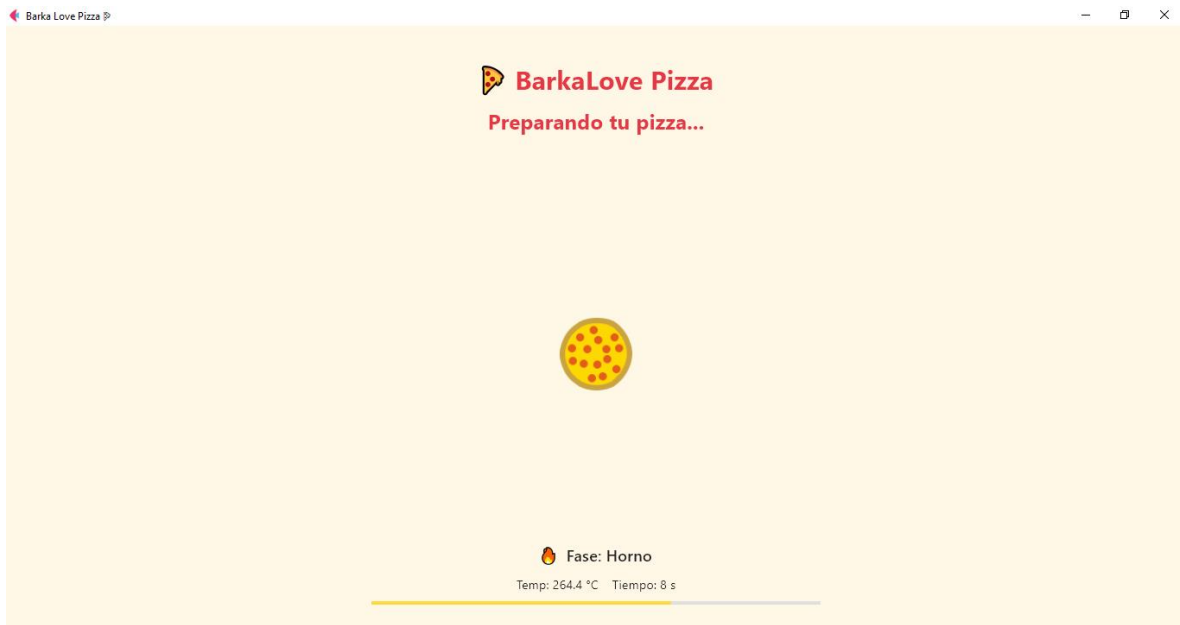 Barka Love Pizza
BarkaLove Pizza
Preparando tu pizza...
Fase: Horno
Temp: 264.4 °C Tiempo: 8 s